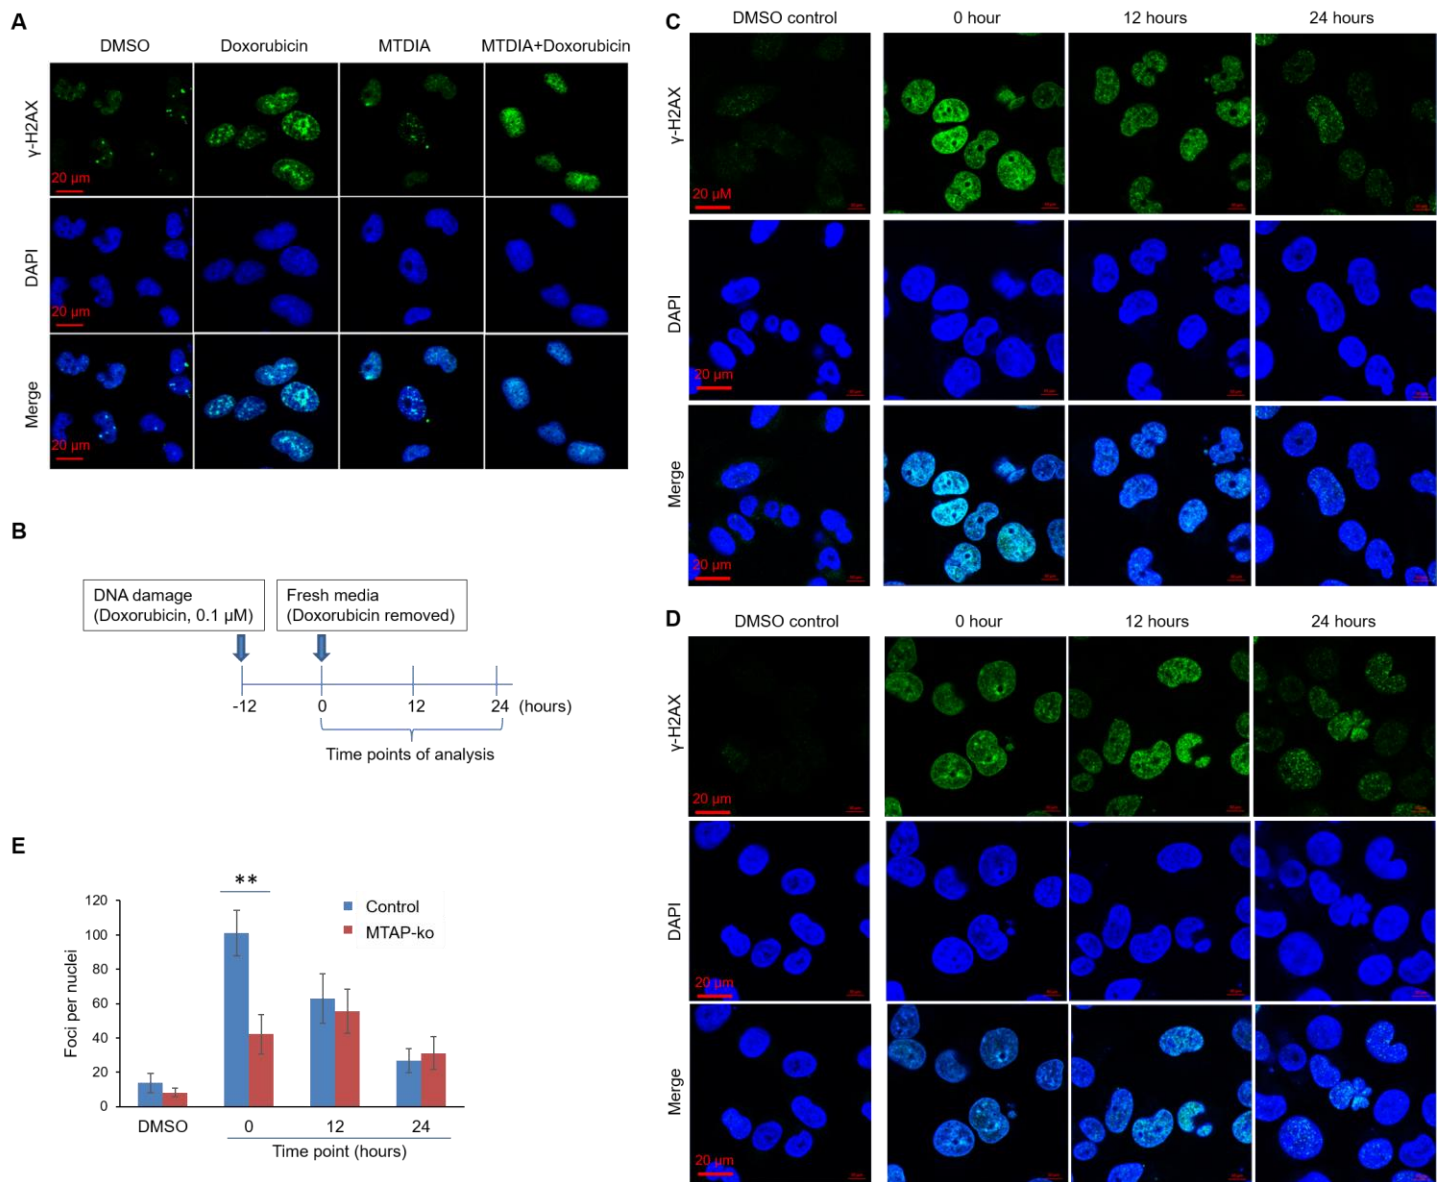 A
DMSO
Doxorubicin
MTDIA
MTDIA+Doxorubicin
γ-H2AX
20 µm
DAPI
20 µm
Merge
20 µm
B
DNA damage
(Doxorubicin, 0.1 µM)
Fresh media
(Doxorubicin removed)
-12
0
12
24
(hours)
Time points of analysis
E
**
Control
MTAP-ko
Foci per nuclei
120
100
80
60
40
20
0
DMSO
0
12
24
Time point (hours)
C
DMSO control
0 hour
12 hours
24 hours
γ-H2AX
20 µM
DAPI
20 µm
Merge
20 µm
D
DMSO control
0 hour
12 hours
24 hours
γ-H2AX
20 µm
DAPI
20 µm
Merge
20 µm